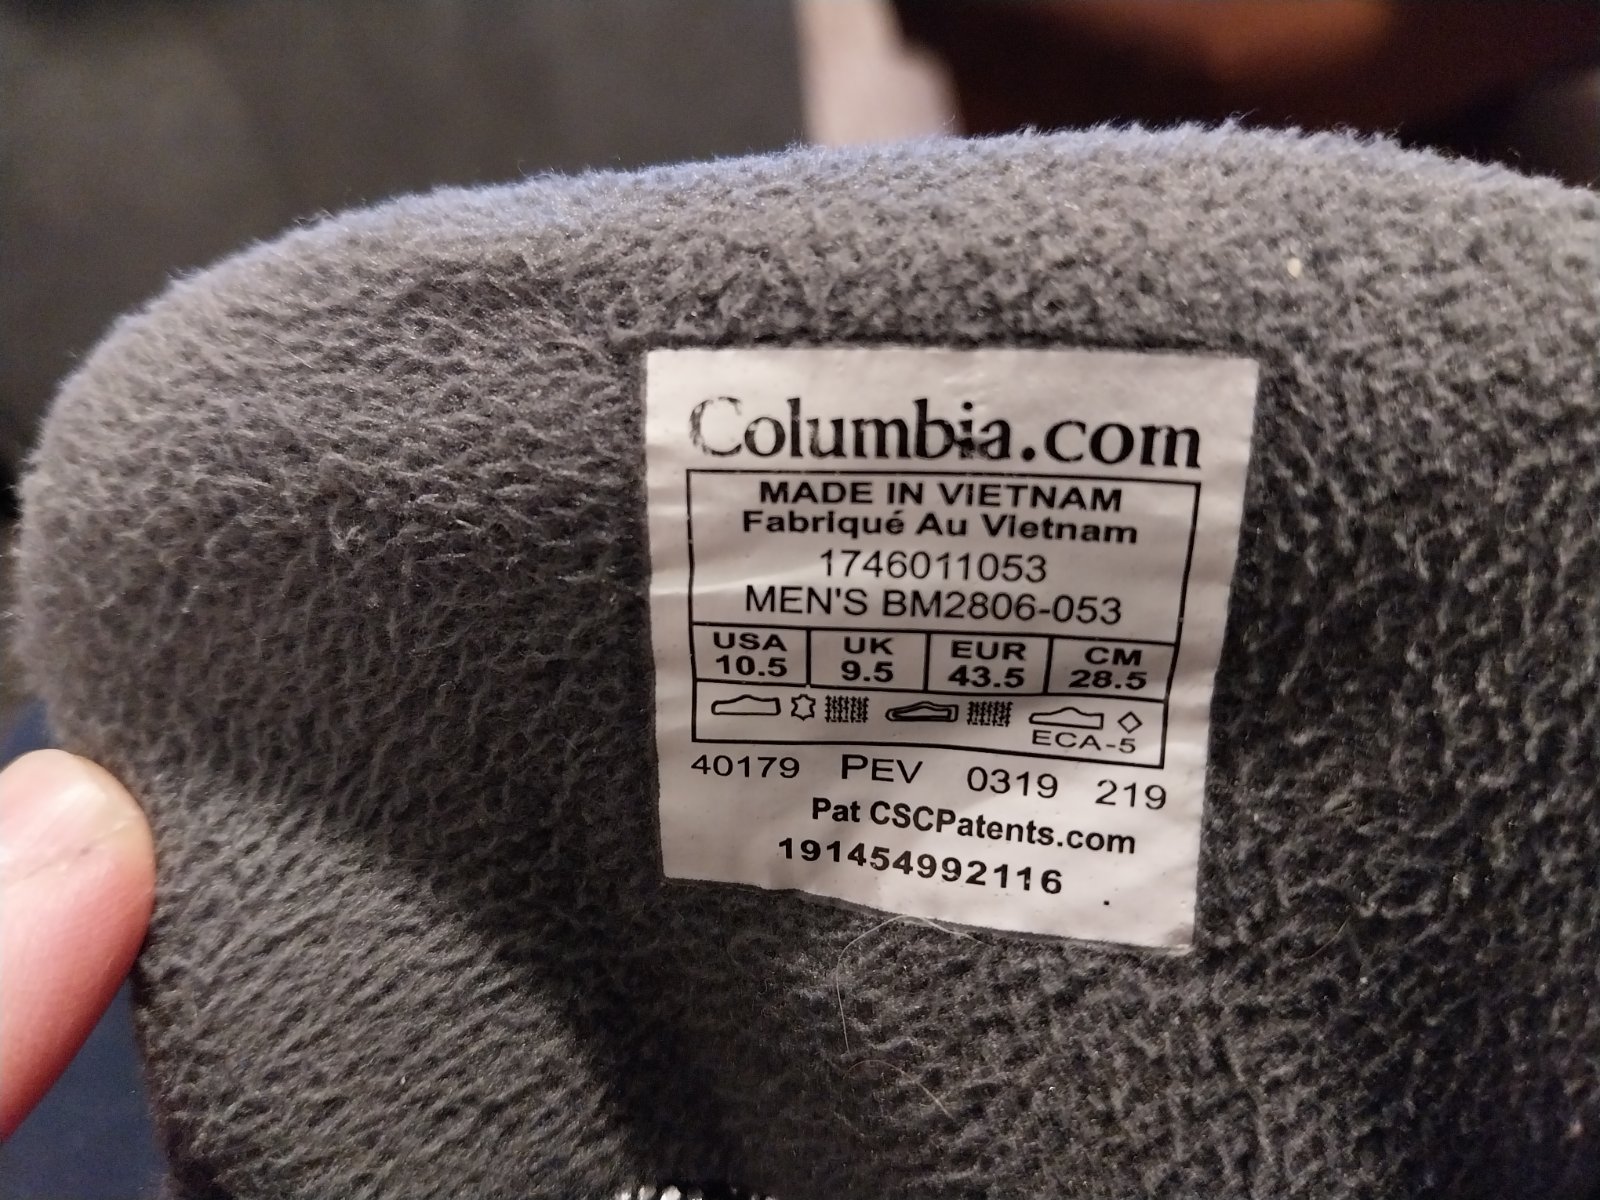 Columbia.com
MADE IN VIETNAM
Fabriqué Au Vietnam
1746011053
MEN'S BM2806-053
USA UK EUR CM
10.5 9.5 43.5 28.5
ECA-5
40179 PEV 0319 219
Pat CSCPatents.com
191454992116